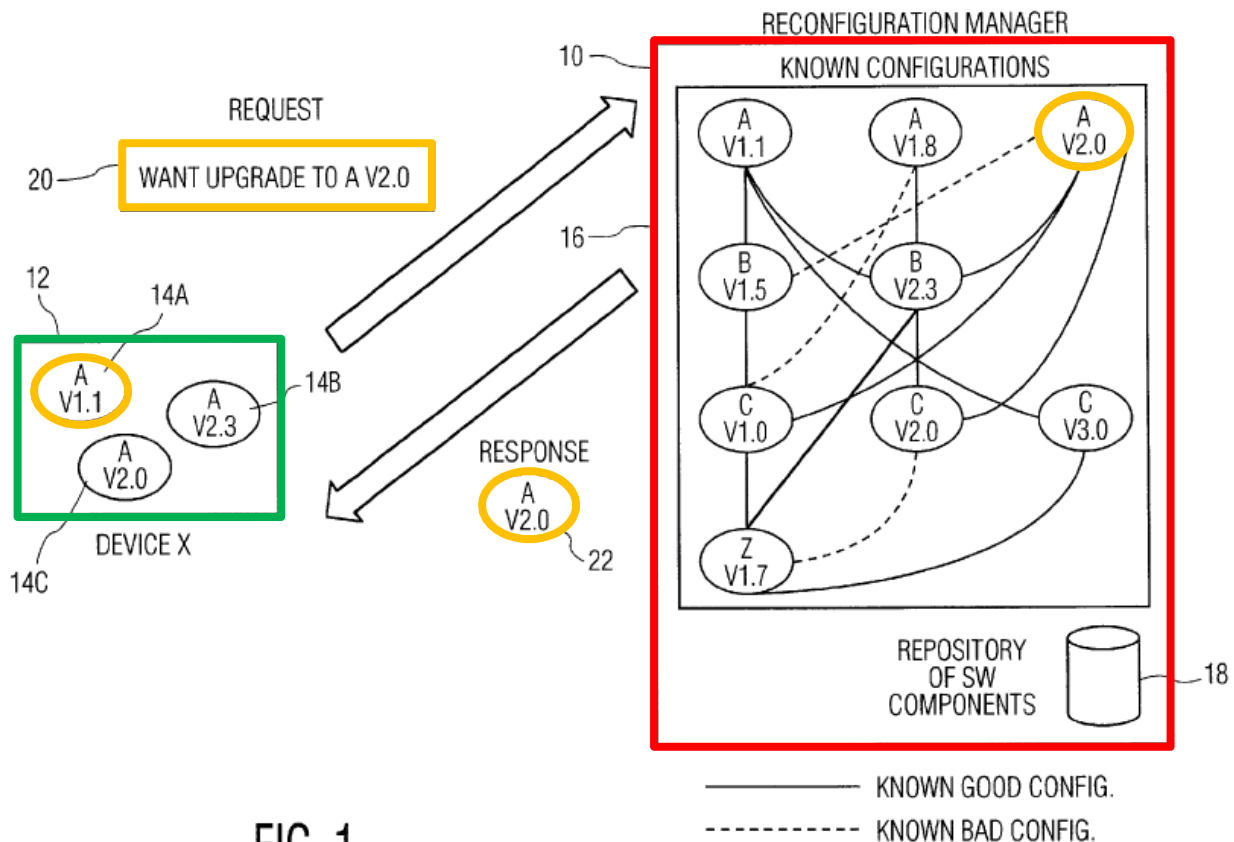 RECONFIGURATION MANAGER
10
KNOWN CONFIGURATIONS
REQUEST
20
WANT UPGRADE TO A V2.0
A
V1.1
A
V1.8
A
V2.0
16
B
V1.5
B
V2.3
12
14A
A
V1.1
14B
A
V2.3
A
V2.0
DEVICE X
14C
RESPONSE
A
V2.0
22
C
V1.0
C
V2.0
C
V3.0
Z
V1.7
REPOSITORY
OF SW
COMPONENTS
18
KNOWN GOOD CONFIG.
KNOWN BAD CONFIG.
FIG. 1